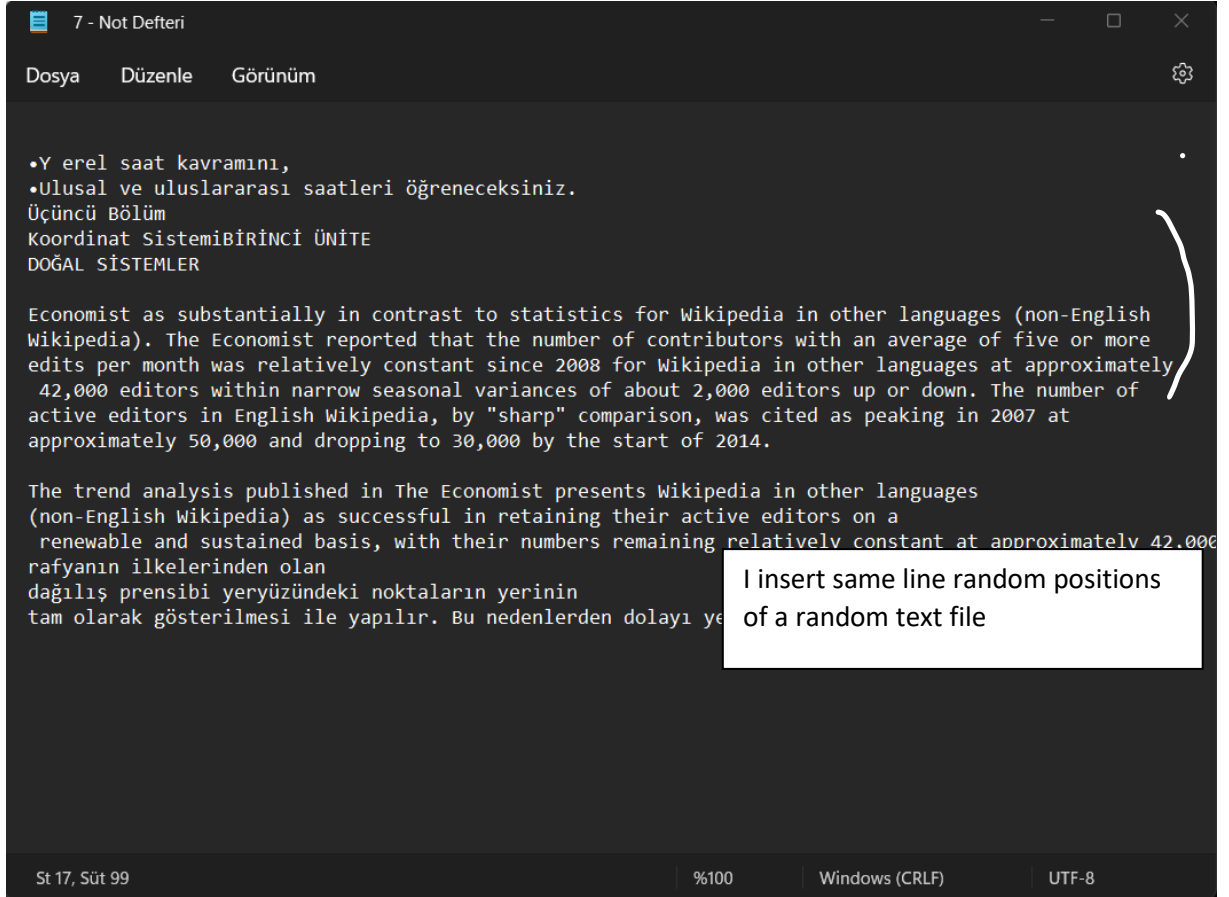 7 - Not Defteri
Dosya Düzenle Görünüm
•Y erel saat kavramını,
•Ulusal ve uluslararası saatleri öğreneceksiniz.
Üçüncü Bölüm
Koordinat SistemiBİRİNCİ ÜNİTE
DOĞAL SİSTEMLER
Economist as substantially in contrast to statistics for Wikipedia in other languages (non-English
Wikipedia). The Economist reported that the number of contributors with an average of five or more
edits per month was relatively constant since 2008 for Wikipedia in other languages at approximately
42,000 editors within narrow seasonal variances of about 2,000 editors up or down. The number of
active editors in English Wikipedia, by "sharp" comparison, was cited as peaking in 2007 at
approximately 50,000 and dropping to 30,000 by the start of 2014.
The trend analysis published in The Economist presents Wikipedia in other languages
(non-English Wikipedia) as successful in retaining their active editors on a
renewable and sustained basis, with their numbers remaining relatively constant at approximately 42,000
rafyanın ilkelerinden olan
dağılış prensibi yeryüzündeki noktaların yerinin
tam olarak gösterilmesi ile yapılır. Bu nedenlerden dolayı
I insert same line random positions
of a random text file
St 17, Süt 99 %100 Windows (CRLF) UTF-8